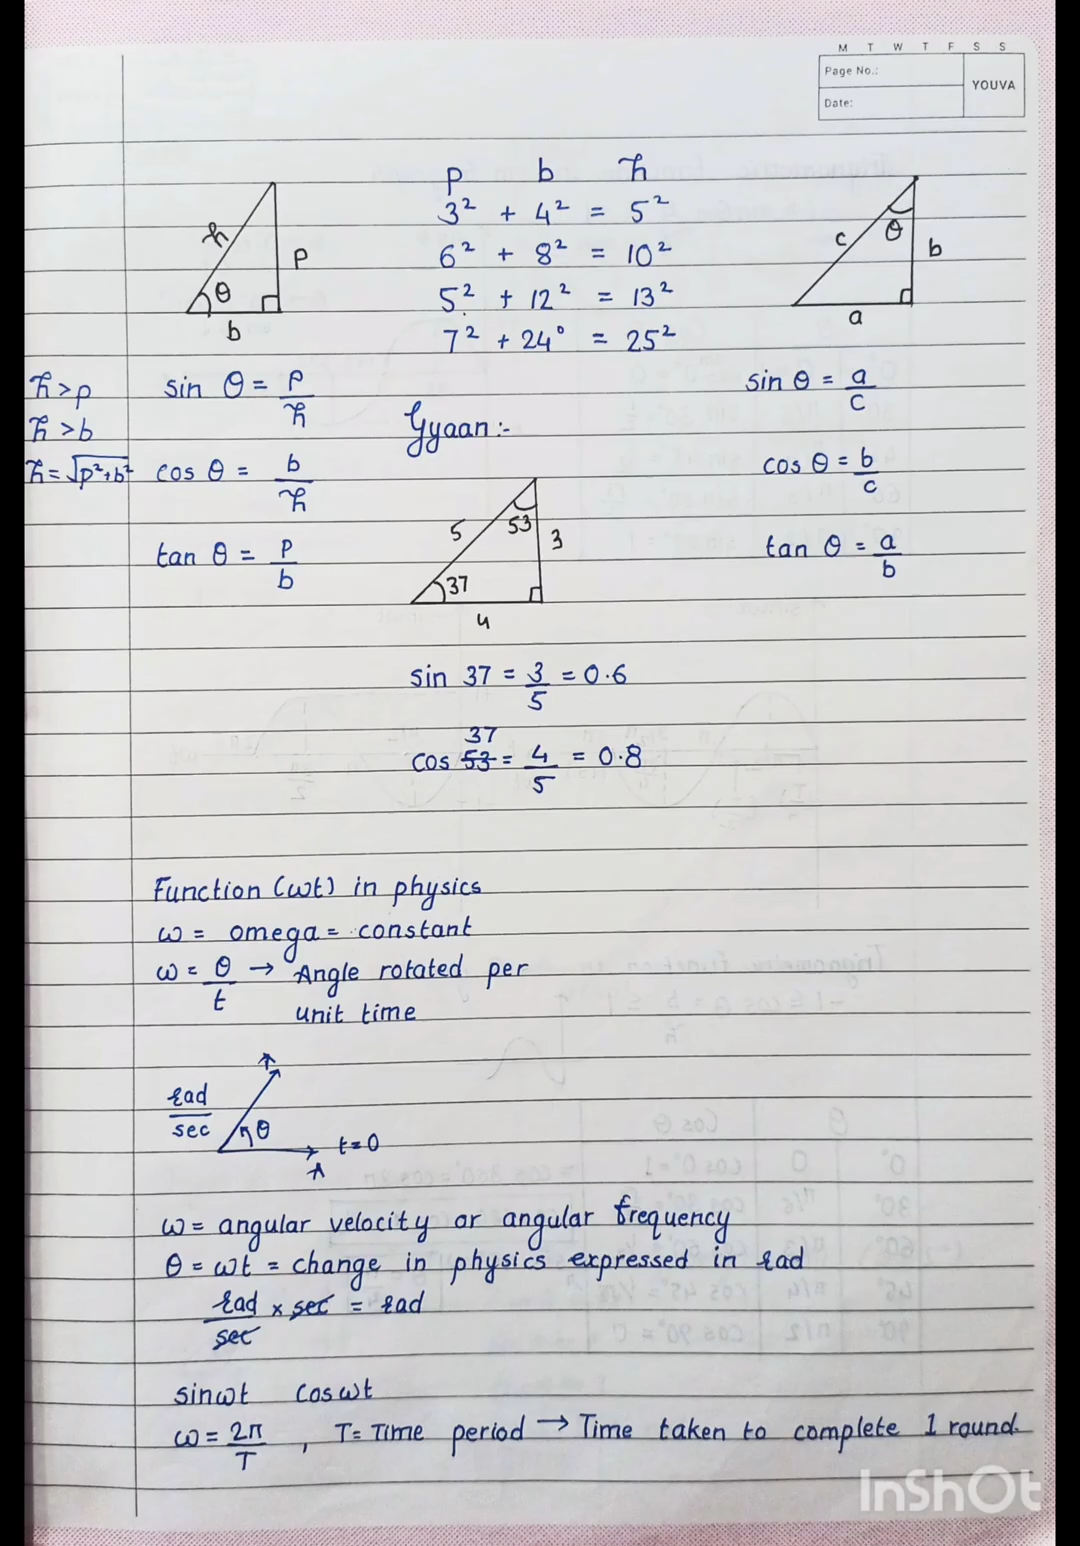 M T W T F S S
Page No.:
YOUVA
Date:
p b h
3² + 4² = 5²
6² + 8² = 10²
5² + 12² = 13²
7² + 24° = 25²
h
p
θ
b
c
θ
b
a
h > p
h > b
h = √p²+b²
sin θ = p/h
cos θ = b/h
tan θ = p/b
Gyaan :-
5
53
3
37
4
sin θ = a/c
cos θ = b/c
tan θ = a/b
sin 37 = 3/5 = 0.6
37
cos 53 = 4/5 = 0.8
Function (ωt) in physics
ω = omega = constant
ω = θ/t → Angle rotated per
unit time
rad/sec
θ
t=0
ω = angular velocity or angular frequency
θ = ωt = change in physics expressed in rad
rad/sec × sec = rad
sinωt cosωt
ω = 2π/T , T = Time period → Time taken to complete 1 round.
InShOt